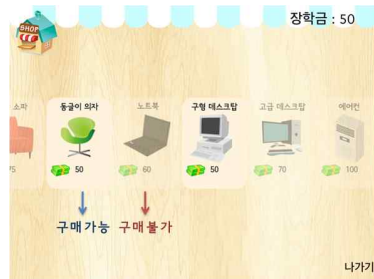 SHOP
장학금 : 50
소파
동글이 의자
노트북
구형 데스크탑
고급 데스크탑
에어컨
75
50
60
50
70
100
구매가능
구매불가
나가기